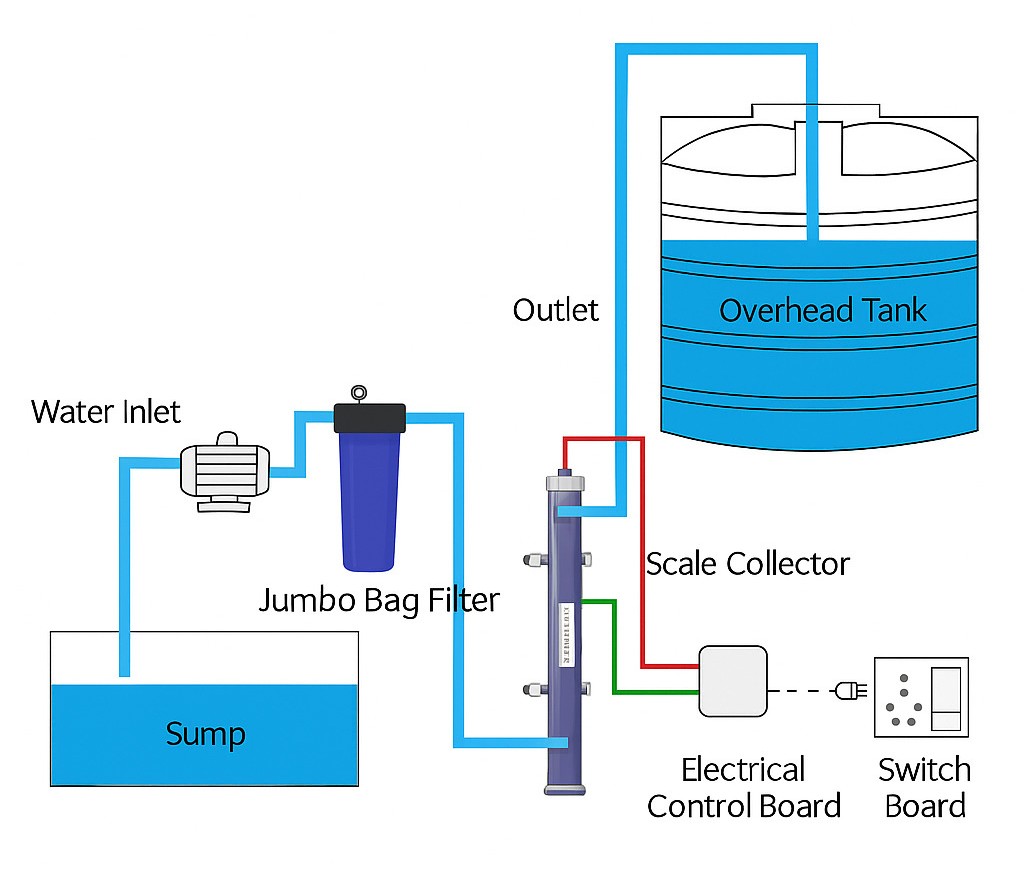 Outlet
Overhead Tank
Water Inlet
Jumbo Bag Filter
Scale Collector
Sump
Electrical
Control Board
Switch
Board